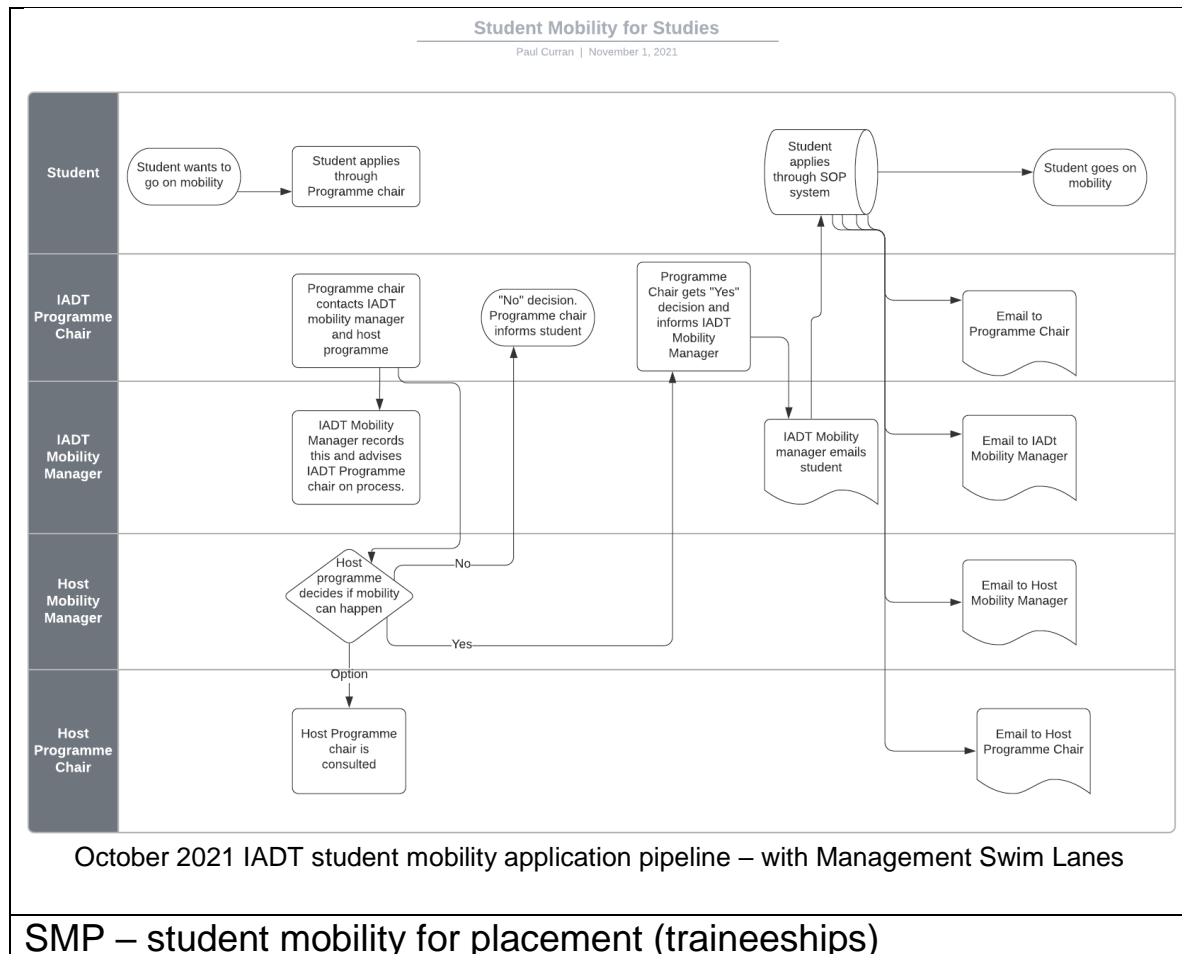 Student Mobility for Studies
Paul Curran | November 1, 2021
Student
Student wants to
go on mobility
Student applies
through
Programme chair
Student
applies
through SOP
system
Student goes on
mobility
IADT
Programme
Chair
Programme chair
contacts IADT
mobility manager
and host
programme
"No" decision.
Programme chair
informs student
Programme
Chair gets "Yes"
decision and
informs IADT
Mobility
Manager
Email to
Programme Chair
IADT
Mobility
Manager
IADT Mobility
Manager records
this and advises
IADT Programme
chair on process.
IADT Mobility
manager emails
student
Email to IADt
Mobility Manager
Host
Mobility
Manager
Host
programme
decides if mobility
can happen
No
Yes
Option
Email to Host
Mobility Manager
Host
Programme
Chair
Host Programme
chair is
consulted
Email to Host
Programme Chair
October 2021 IADT student mobility application pipeline – with Management Swim Lanes
SMP – student mobility for placement (traineeships)